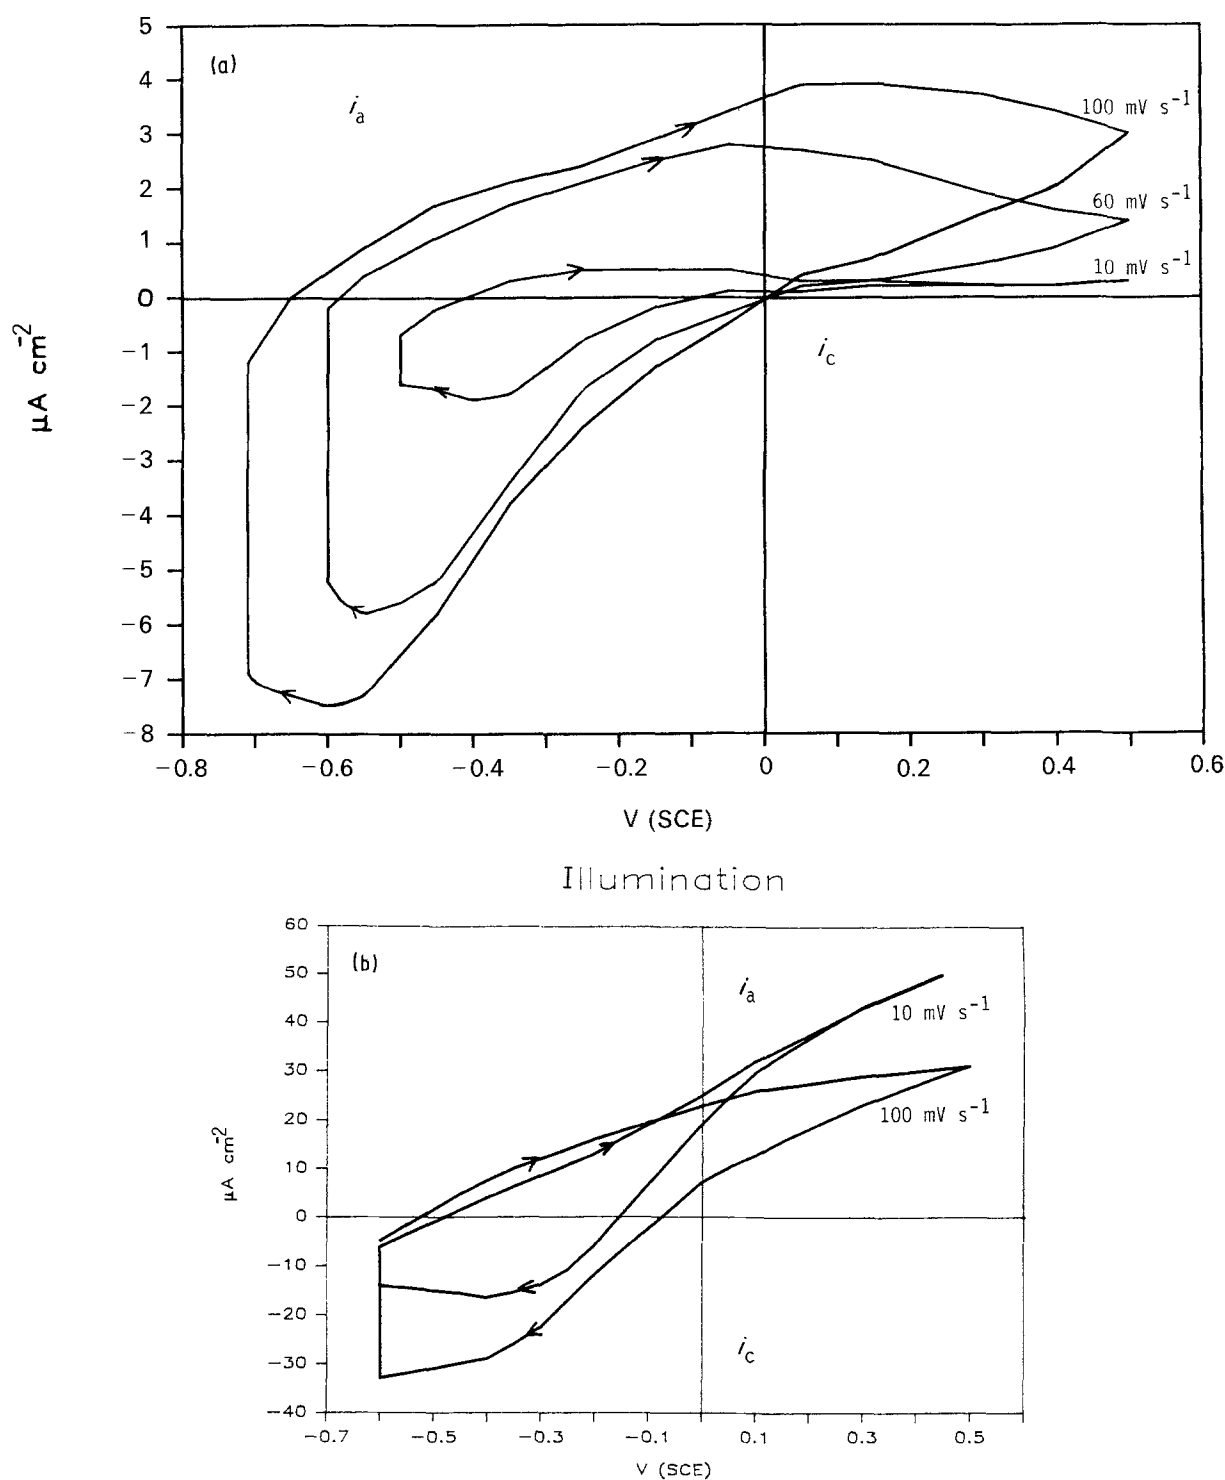 5
(a)
4
i_a
100 mV s⁻¹
3
2
60 mV s⁻¹
1
10 mV s⁻¹
0
i_c
−1
−2
μA cm⁻²
−3
−4
−5
−6
−7
−8
−0.8 −0.6 −0.4 −0.2 0 0.2 0.4 0.6
V (SCE)
Illumination
60
(b)
50
i_a
10 mV s⁻¹
40
30
100 mV s⁻¹
20
μA cm⁻²
10
0
−10
−20
i_c
−30
−40
−0.7 −0.5 −0.3 −0.1 0.1 0.3 0.5
V (SCE)